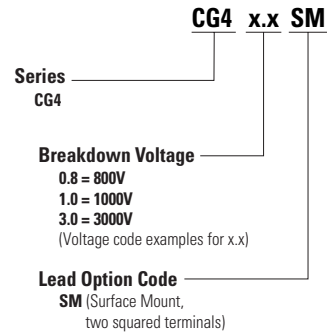 CG4 x.x SM
Series
CG4
Breakdown Voltage
0.8 = 800V
1.0 = 1000V
3.0 = 3000V
(Voltage code examples for x.x)
Lead Option Code
SM (Surface Mount,
two squared terminals)